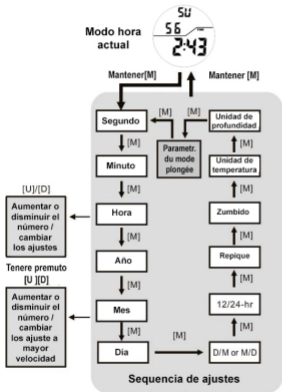 SU
56
2:43
Modo hora
actual
Mantener[M]
Mantener [M]
Segundo
[M]
[M]
Unidad de
profundidad
[M]
Parametr.
du mode
plongée
[M]
Minuto
Unidad de
temperatura
[M]
[M]
[U]/[D]
Aumentar o
disminuir el
número /
cambiar
los ajustes
Hora
Zumbido
[M]
[M]
Año
Repique
Tenere premuto
[U ][D]
Aumentar o
disminuir el
número /
cambiar
los ajuste a
mayor
velocidad
[M]
[M]
Mes
12/24-hr
[M]
[M]
[M]
Día
D/M or M/D
Sequencia de ajustes